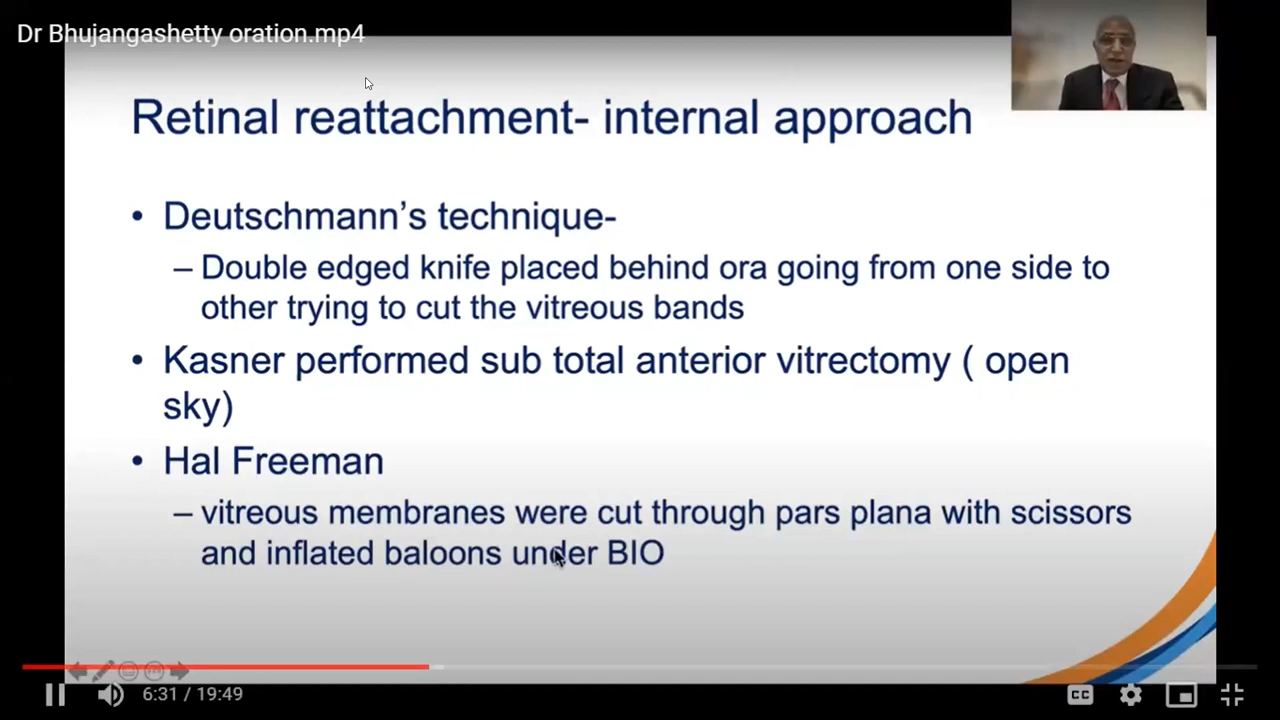 Dr Bhujangashetty oration.mp4
Retinal reattachment- internal approach
• Deutschmann’s technique-
– Double edged knife placed behind ora going from one side to
other trying to cut the vitreous bands
• Kasner performed sub total anterior vitrectomy ( open
sky)
• Hal Freeman
– vitreous membranes were cut through pars plana with scissors
and inflated baloons under BIO
6:31 / 19:49
CC